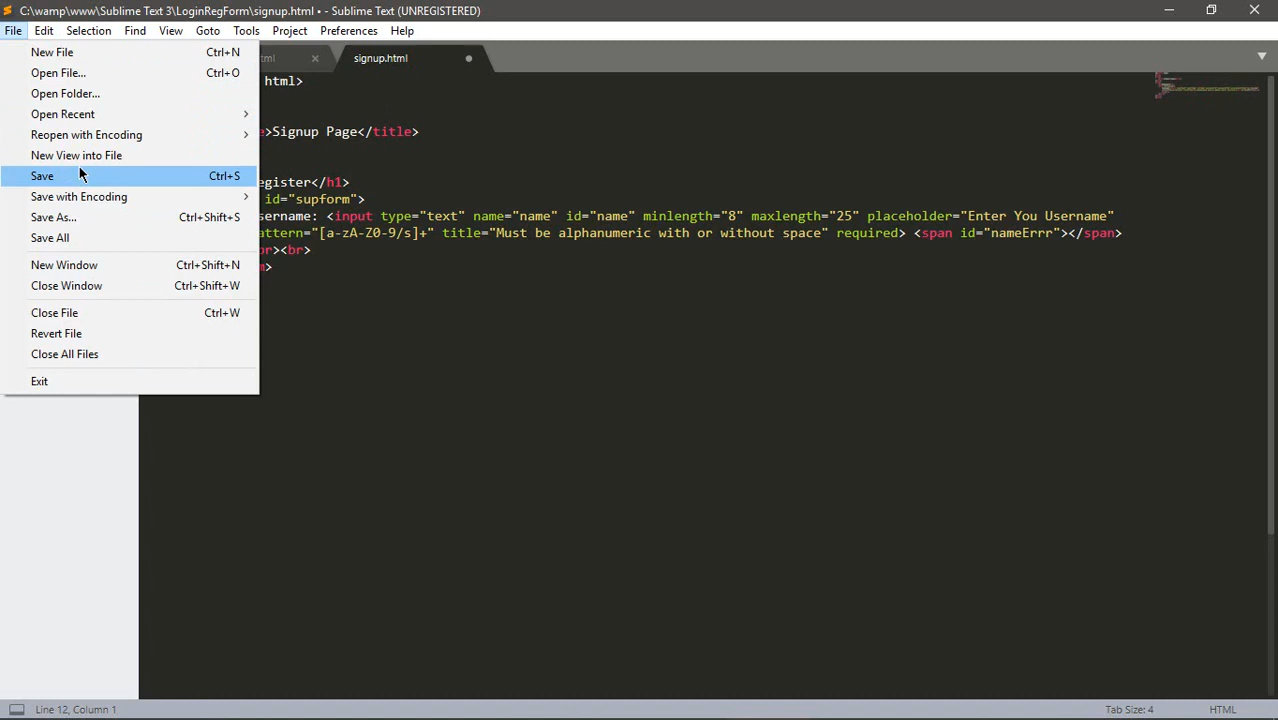 C:\wamp\www\Sublime Text 3\LoginRegForm\signup.html • - Sublime Text (UNREGISTERED)
File Edit Selection Find View Goto Tools Project Preferences Help
tml signup.html
New File Ctrl+N
Open File... Ctrl+O
Open Folder...
Open Recent
Reopen with Encoding
New View into File
Save Ctrl+S
Save with Encoding
Save As... Ctrl+Shift+S
Save All
New Window Ctrl+Shift+N
Close Window Ctrl+Shift+W
Close File Ctrl+W
Revert File
Close All Files
Exit
html>
e>Signup Page</title>
egister</h1>
id="supform">
sername: <input type="text" name="name" id="name" minlength="8" maxlength="25" placeholder="Enter You Username"
attern="[a-zA-Z0-9/s]+" title="Must be alphanumeric with or without space" required> <span id="nameErrr"></span>
r><br>
m>
Line 12, Column 1 Tab Size: 4 HTML